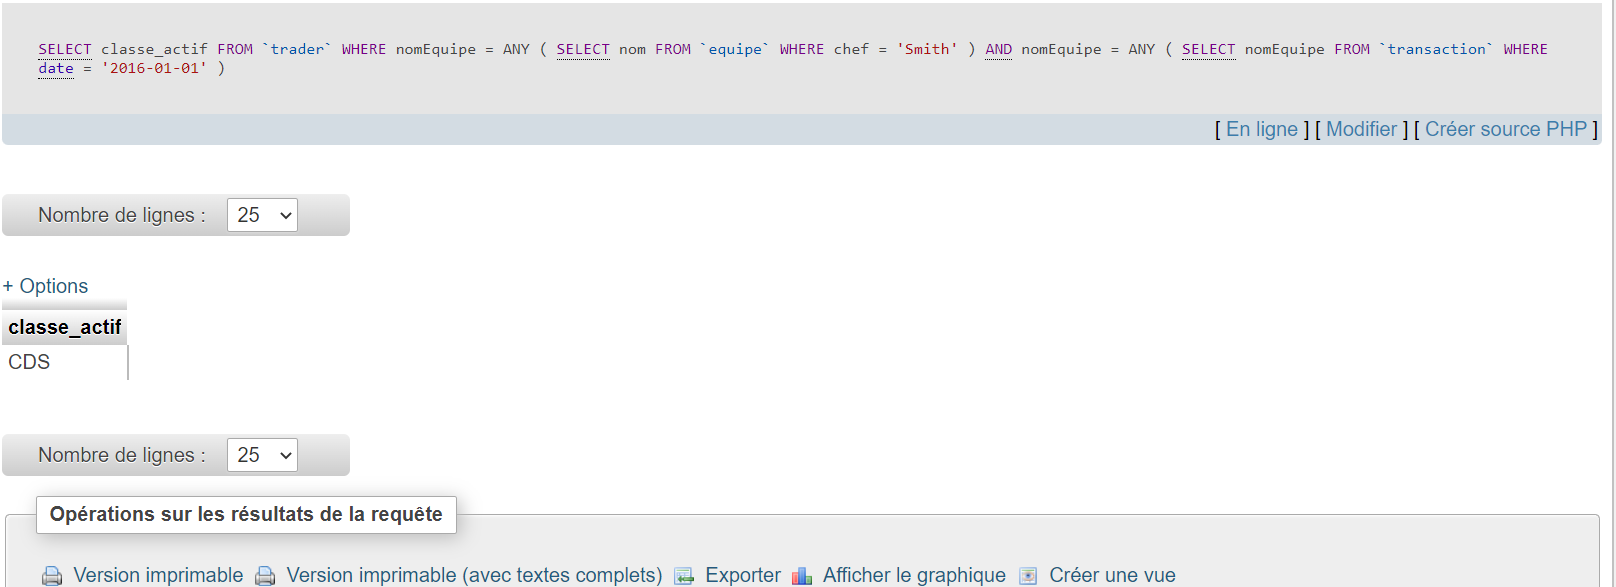 SELECT classe_actif FROM `trader` WHERE nomEquipe = ANY ( SELECT nom FROM `equipe` WHERE chef = 'Smith' ) AND nomEquipe = ANY ( SELECT nomEquipe FROM `transaction` WHERE
date = '2016-01-01' )
[ En ligne ] [ Modifier ] [ Créer source PHP ]
Nombre de lignes : 25
+ Options
classe_actif
CDS
Nombre de lignes : 25
Opérations sur les résultats de la requête
Version imprimable Version imprimable (avec textes complets) Exporter Afficher le graphique Créer une vue